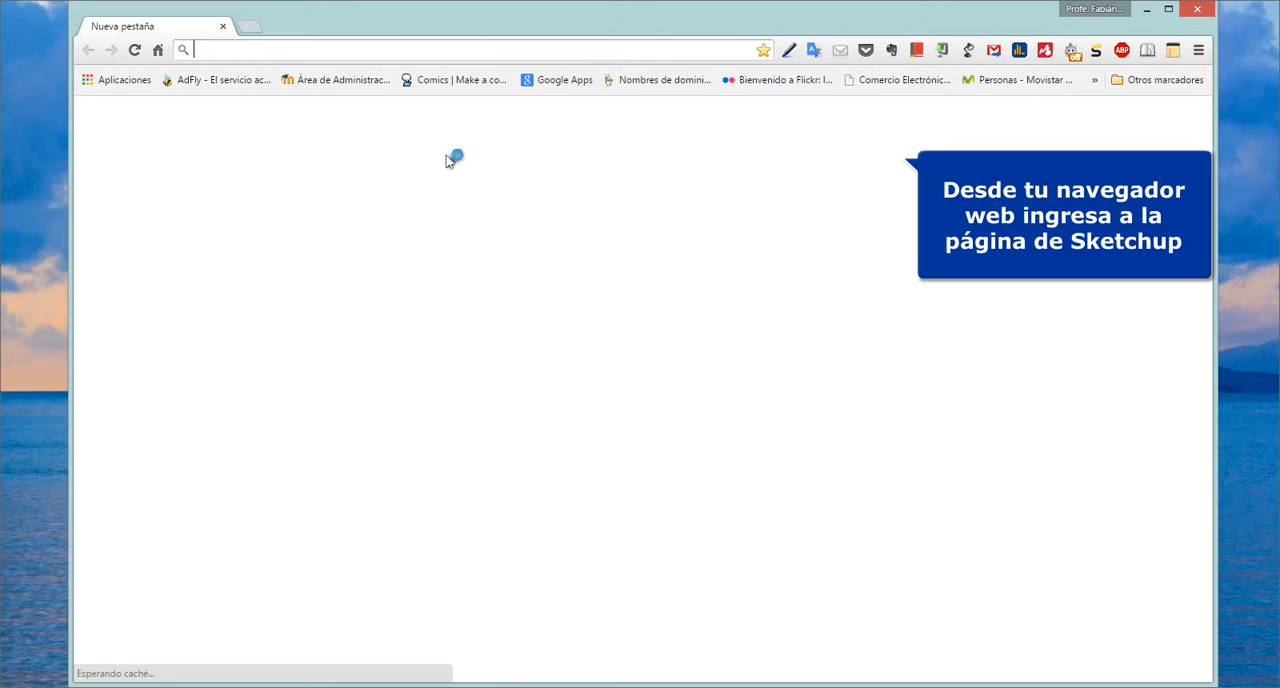 Profe. Fabián...
Nueva pestaña
Aplicaciones AdFly - El servicio ac... Área de Administrac... Comics | Make a co... Google Apps Nombres de domini... Bienvenido a Flickr: l... Comercio Electrónic... Personas - Movistar ... » Otros marcadores
off
ABP
Desde tu navegador
web ingresa a la
página de Sketchup
Esperando caché...